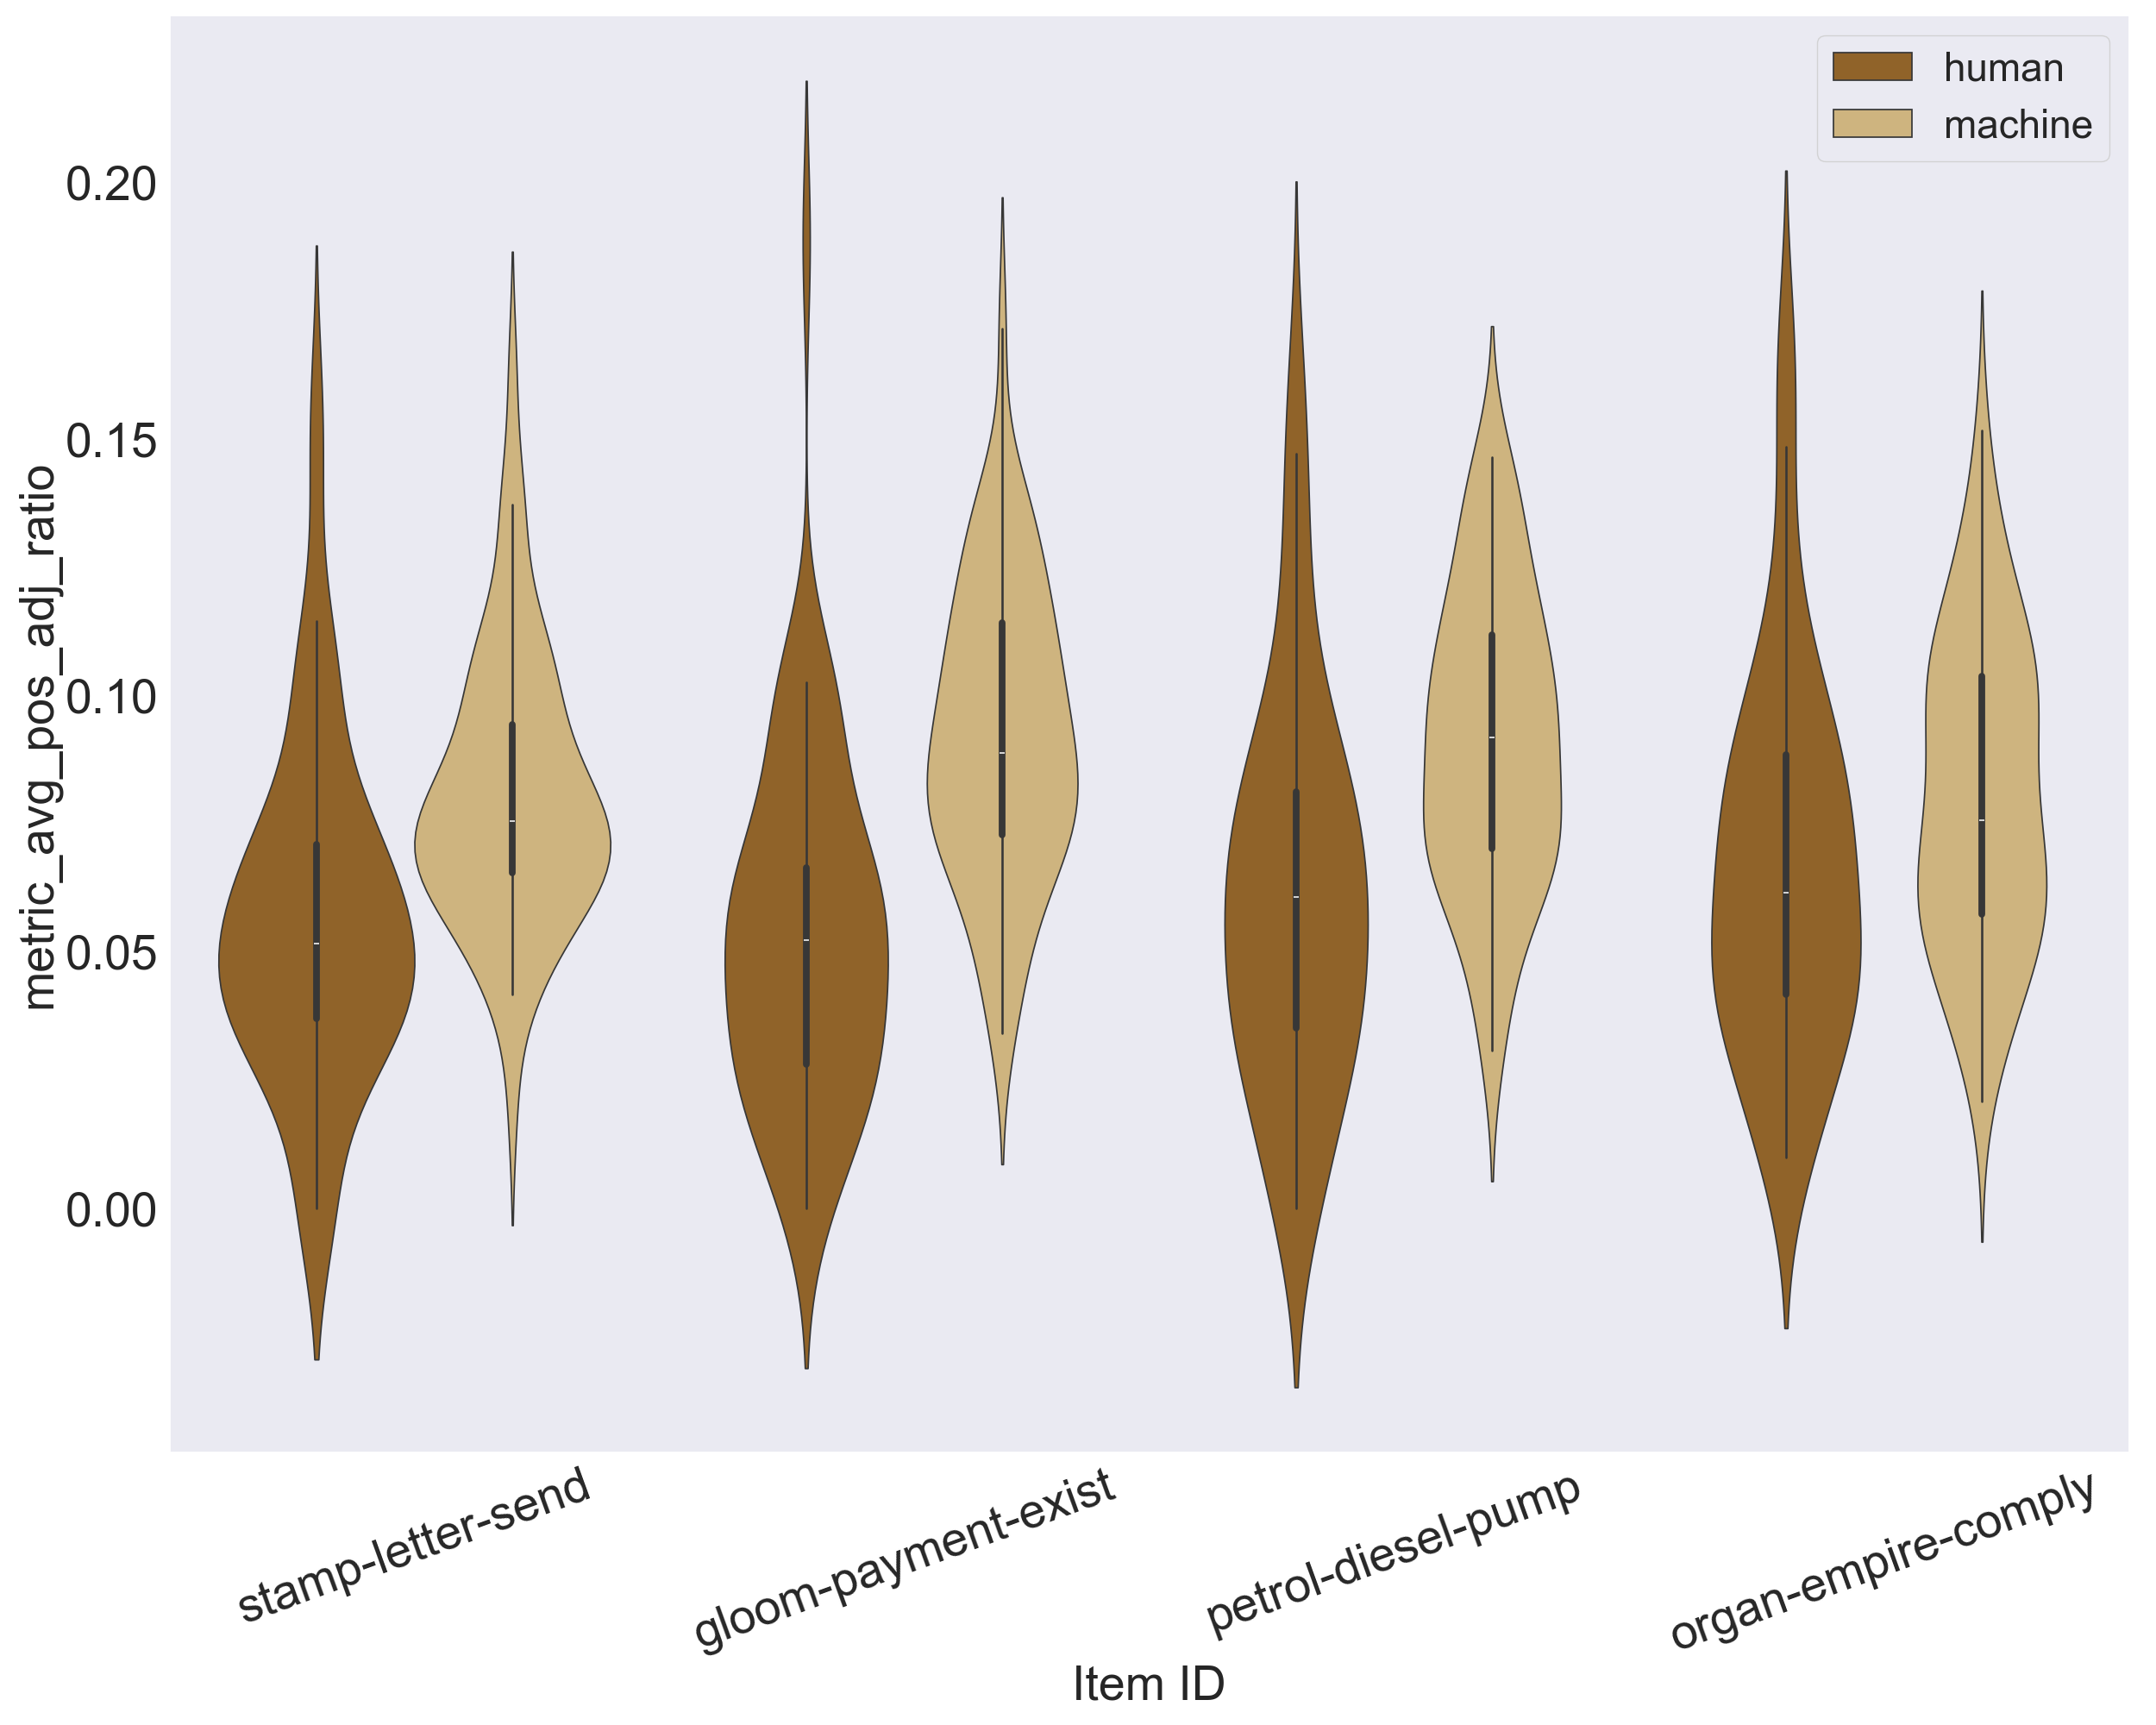 human
machine
0.20
0.15
0.10
0.05
0.00
metric_avg_pos_adj_ratio
stamp-letter-send
gloom-payment-exist
petrol-diesel-pump
organ-empire-comply
Item ID